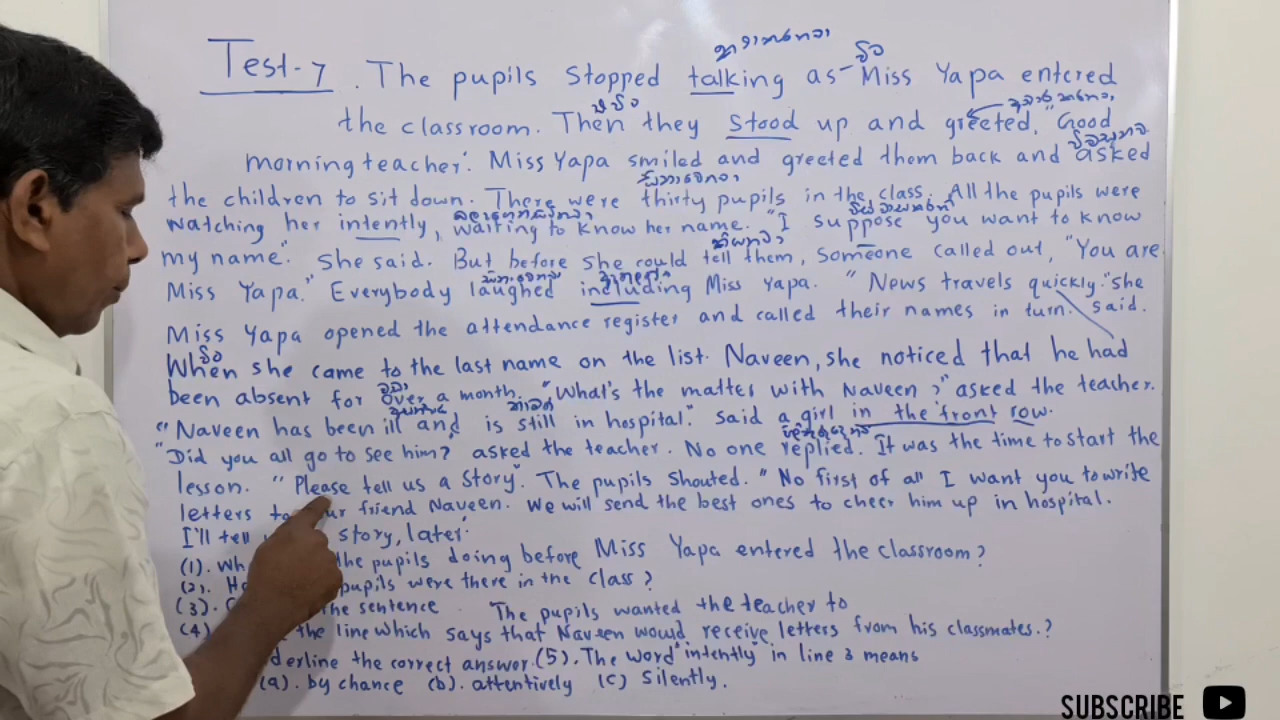 Test-7. The pupils stopped talking as Miss Yapa entered
the classroom. Then they stood up and greeted, "Good
morning teacher". Miss Yapa smiled and greeted them back and asked
the children to sit down. There were thirty pupils in the class. All the pupils were
watching her intently, waiting to know her name. "I suppose you want to know
my name". she said. But before she could tell them, someone called out, "You are
Miss Yapa." Everybody laughed including Miss Yapa. "News travels quickly." she
Miss Yapa opened the attendance register and called their names in turn. said.
When she came to the last name on the list. Naveen, she noticed that he had
been absent for over a month. "What's the matter with Naveen?" asked the teacher.
"Naveen has been ill and is still in hospital." said a girl in the front row.
"Did you all go to see him?" asked the teacher. No one replied. It was the time to start the
lesson. "Please tell us a story". The pupils shouted. "No first of all I want you to write
letters friend Naveen. We will send the best ones to cheer him up in hospital.
I'll tell story, later".
(1). the pupils doing before Miss Yapa entered the classroom?
(2). pupils were there in the class?
(3). the sentence The pupils wanted the teacher to
(4) the line which says that Naveen would receive letters from his classmates.?
the correct answer. (5). The word "intently in line 3 means
(a). by chance (b). attentively (c) Silently.
SUBSCRIBE